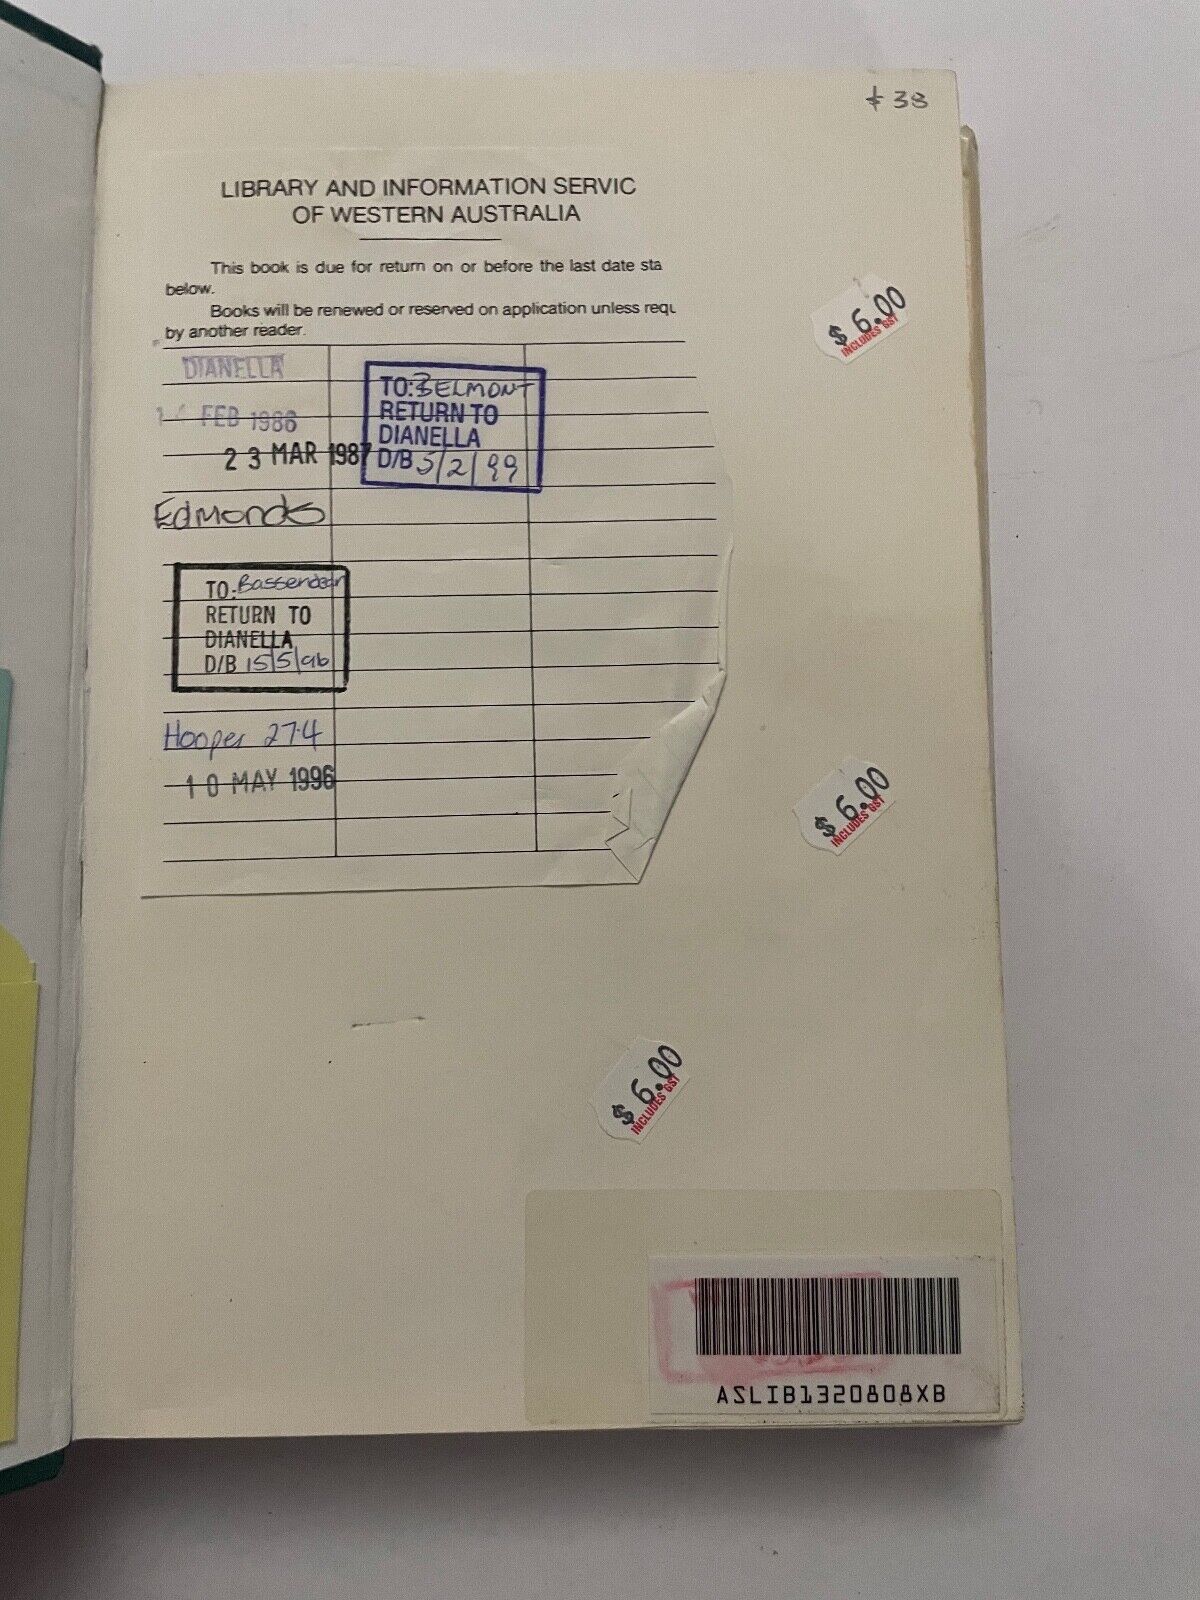 $ 38
LIBRARY AND INFORMATION SERVIC
OF WESTERN AUSTRALIA
This book is due for return on or before the last date sta
below.
Books will be renewed or reserved on application unless requ
by another reader.
DIANELLA
FEB 1986
23 MAR 1987
TO: BELMONT
RETURN TO
DIANELLA
D/B 5/2/99
Edmonds
TO: Bassendean
RETURN TO
DIANELLA
D/B 15/5/96
Hooper 27.4
10 MAY 1996
$ 6.00
INCLUDES GST
$ 6.00
INCLUDES GST
$ 6.00
INCLUDES GST
ASLIB1320808XB